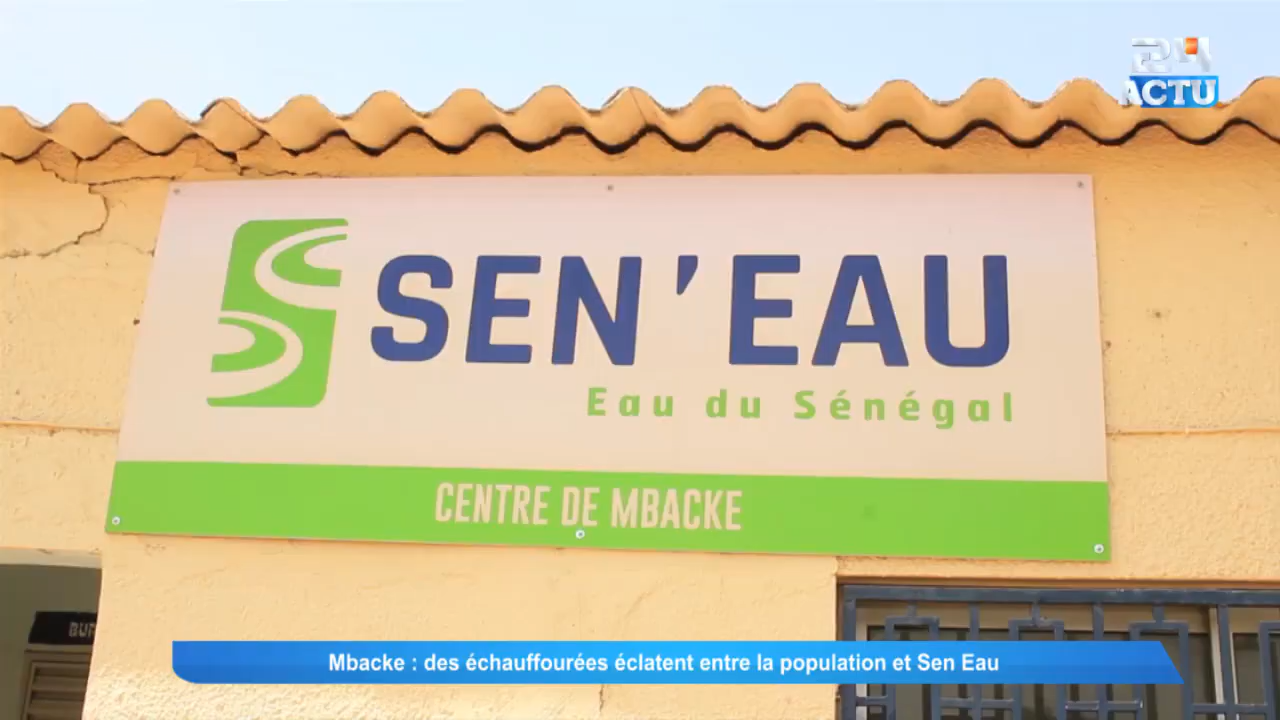 ACTU
SEN'EAU
Eau du Sénégal
CENTRE DE MBACKE
Mbacke : des échauffourées éclatent entre la population et Sen Eau